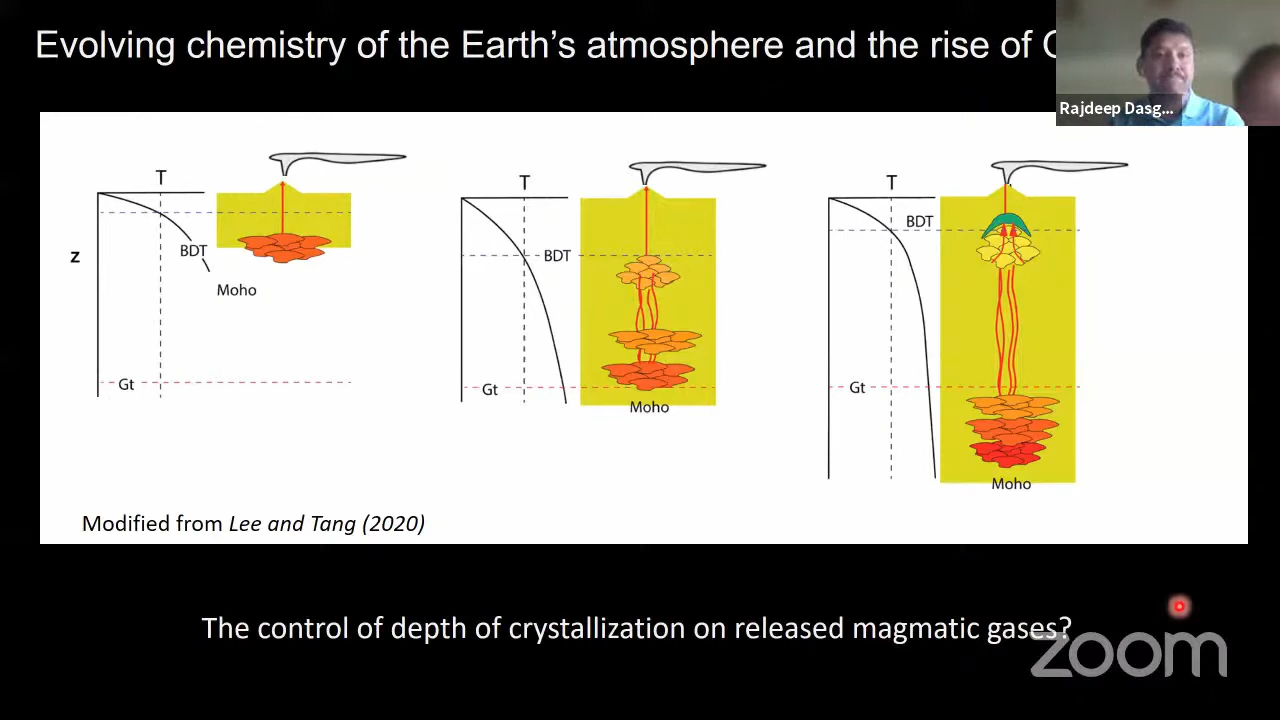 Evolving chemistry of the Earth's atmosphere and the rise of
Rajdeep Dasg...
T
z
BDT
Moho
Gt
T
BDT
Gt
Moho
T
BDT
Gt
Moho
Modified from Lee and Tang (2020)
The control of depth of crystallization on released magmatic gases?
zoom